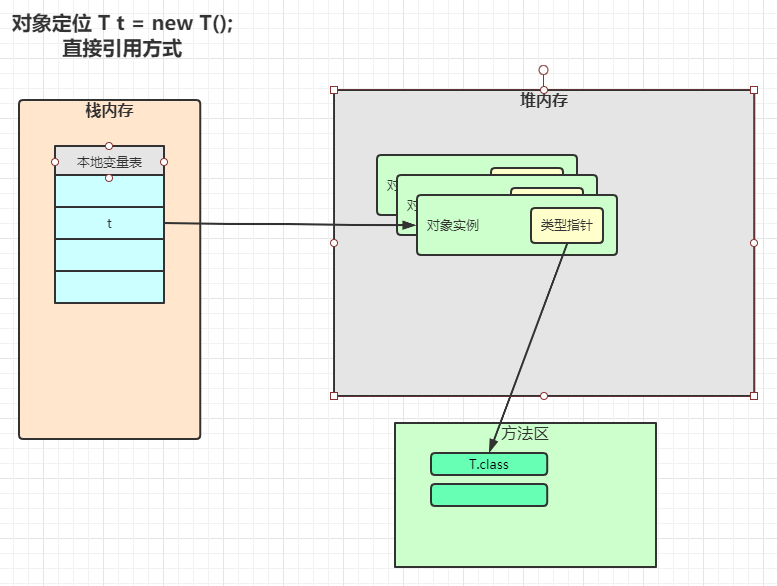 对象定位 T t = new T();
直接引用方式
栈内存
本地变量表
t
堆内存
对
对
对象实例
类型指针
方法区
T.class